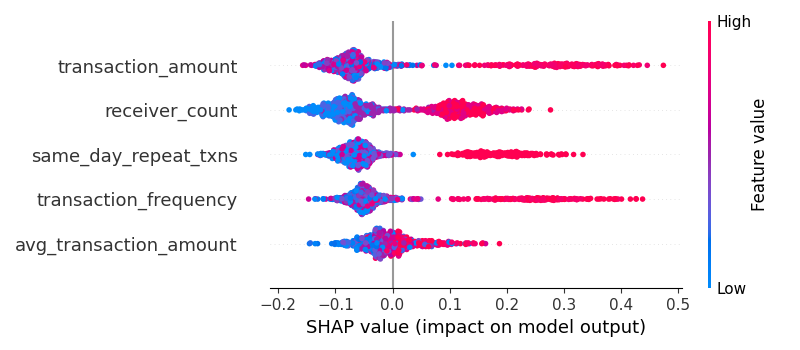 High
transaction_amount
receiver_count
same_day_repeat_txns
transaction_frequency
avg_transaction_amount
Feature value
Low
−0.2 −0.1 0.0 0.1 0.2 0.3 0.4 0.5
SHAP value (impact on model output)